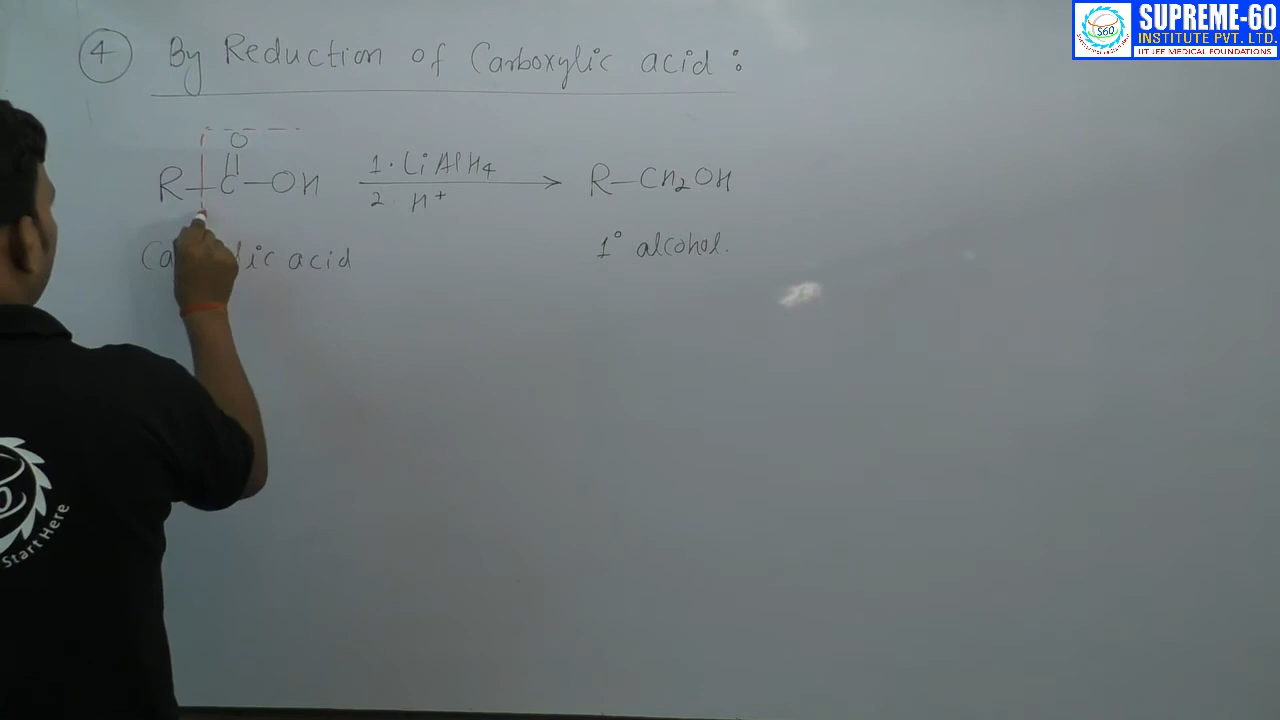 SUPREME-60
INSTITUTE PVT. LTD.
IIT JEE MEDICAL FOUNDATIONS
S60
4 By Reduction of Carboxylic acid :
O
R-C-OH 1. LiAlH4 R-CH2OH
2 H+
acid 1° alcohol.
Start Here